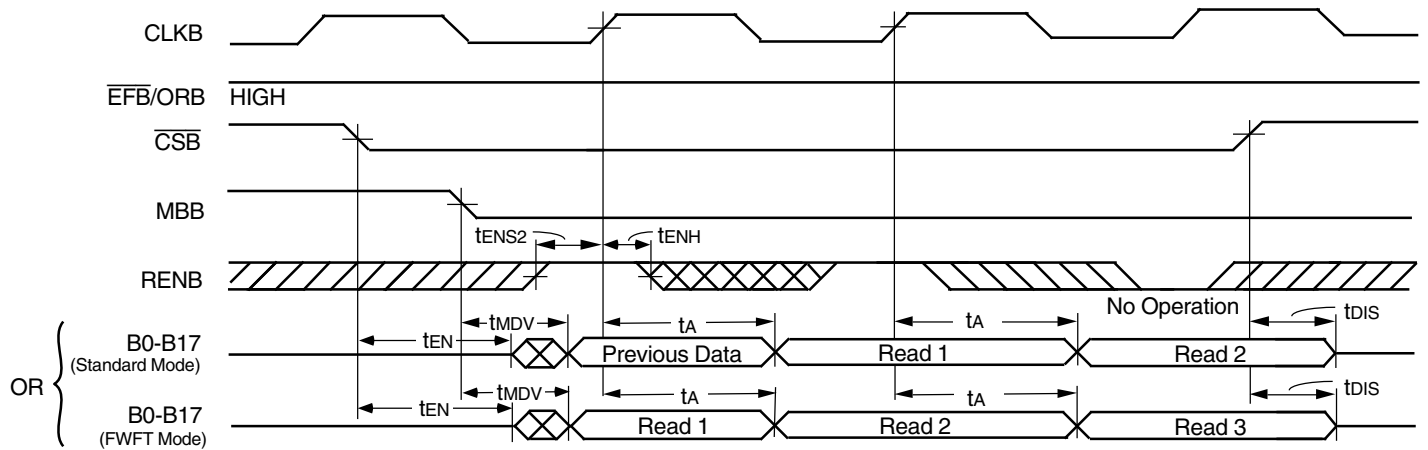 CLKB
EFB/ORB HIGH
CSB
MBB
tENS2 tENH
RENB
No Operation
tMDV tA tA tDIS
tEN
B0-B17
(Standard Mode)
Previous Data Read 1 Read 2
OR
tMDV tA tA tDIS
tEN
B0-B17
(FWFT Mode)
Read 1 Read 2 Read 3